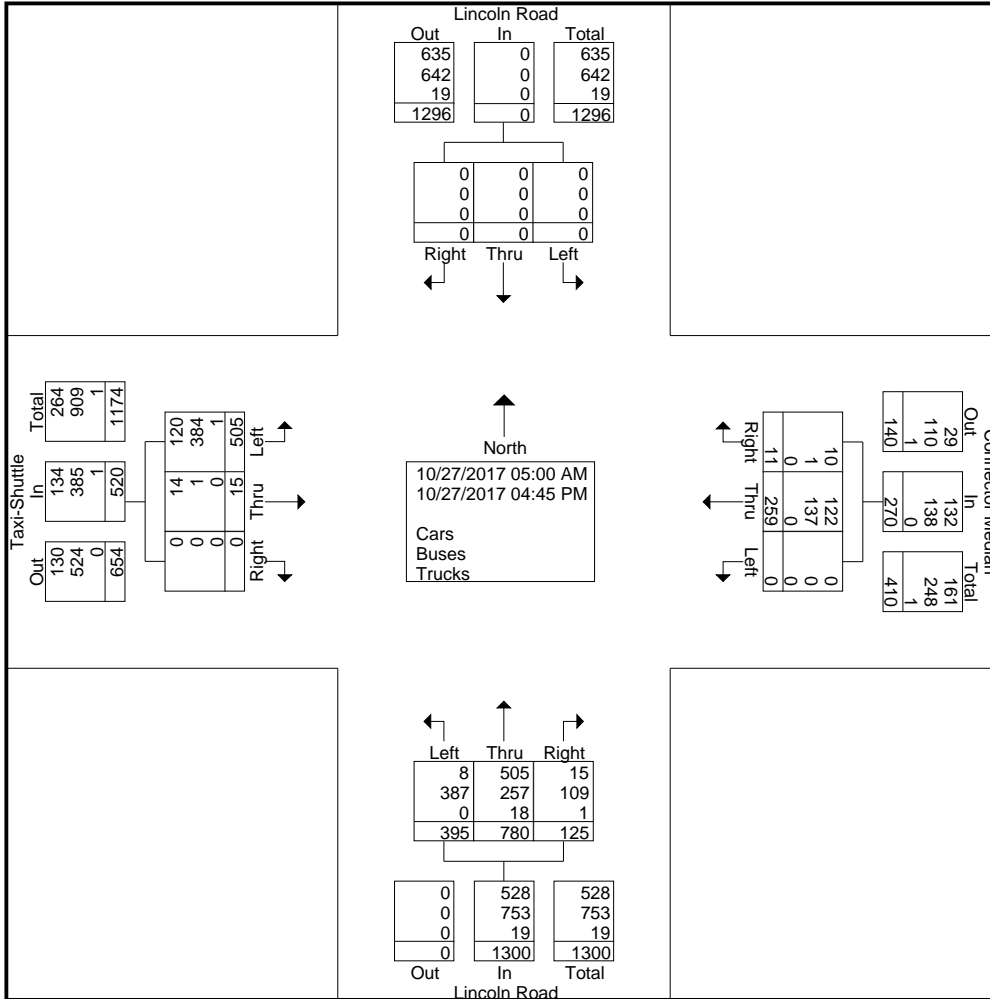 Lincoln Road
Out In Total
635 0 635
642 0 642
19 0 19
1296 0 1296
0 0 0
0 0 0
0 0 0
0 0 0
Right Thru Left
Taxi-Shuttle
Out In Total
130 134 264
524 385 909
0 1 1
654 520 1174
Left Thru Right
120 14 0
384 1 0
1 0 0
505 15 0
North
10/27/2017 05:00 AM
10/27/2017 04:45 PM
Cars
Buses
Trucks
Right Thru Left
10 122 0
1 137 0
0 0 0
11 259 0
Out In Total
29 132 161
110 138 248
1 0 1
140 270 410
Connector Median
Left Thru Right
8 505 15
387 257 109
0 18 1
395 780 125
0 528 528
0 753 753
0 19 19
0 1300 1300
Out In Total
Lincoln Road